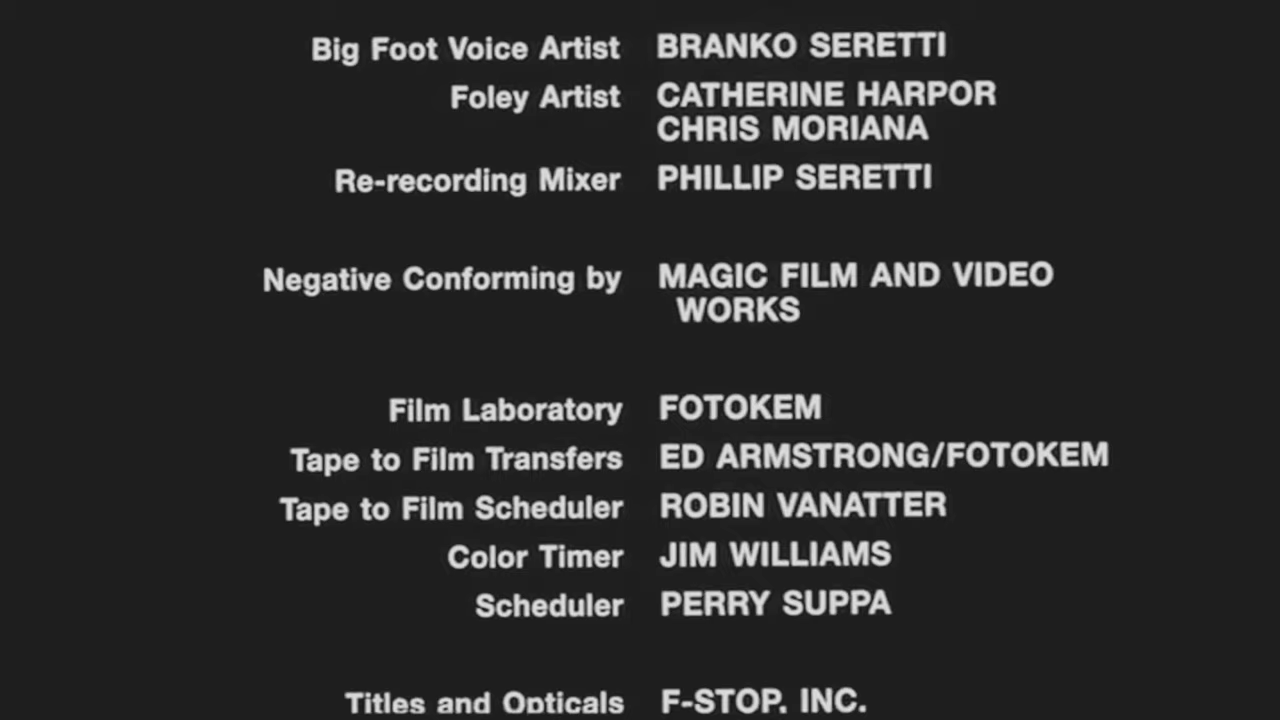 Big Foot Voice Artist BRANKO SERETTI
Foley Artist CATHERINE HARPOR
CHRIS MORIANA
Re-recording Mixer PHILLIP SERETTI
Negative Conforming by MAGIC FILM AND VIDEO
WORKS
Film Laboratory FOTOKEM
Tape to Film Transfers ED ARMSTRONG/FOTOKEM
Tape to Film Scheduler ROBIN VANATTER
Color Timer JIM WILLIAMS
Scheduler PERRY SUPPA
Titles and Opticals F-STOP. INC.